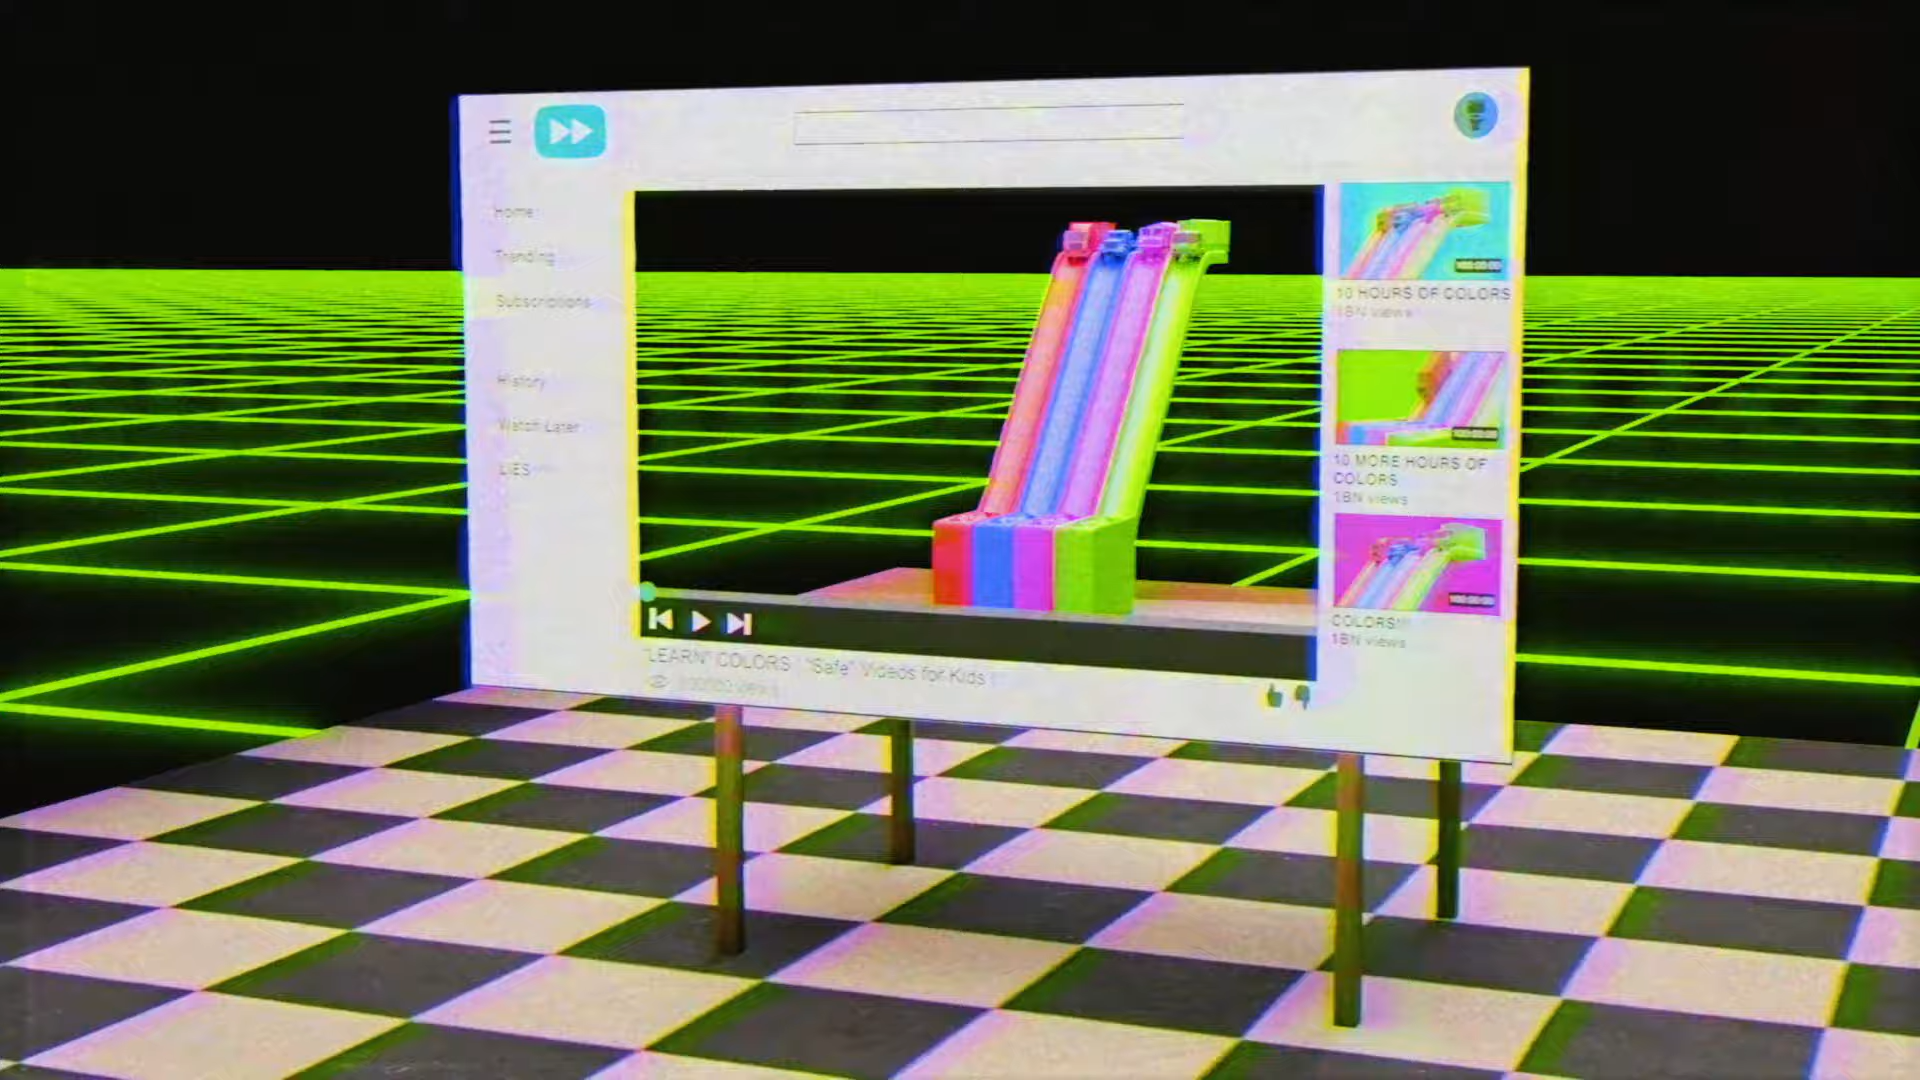 Home
Trending
Subscriptions
History
Watch Later
LIES
"LEARN" COLORS : "Safe" Videos for Kids !
views
10 HOURS OF COLORS
1BN views
10 MORE HOURS OF
COLORS
1BN views
COLORS!!!
1BN views